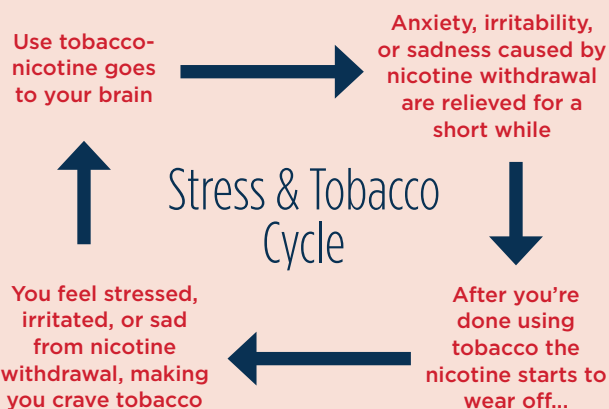 Use tobacco-
nicotine goes
to your brain
Anxiety, irritability,
or sadness caused by
nicotine withdrawal
are relieved for a
short while
Stress & Tobacco
Cycle
After you’re
done using
tobacco the
nicotine starts to
wear off...
You feel stressed,
irritated, or sad
from nicotine
withdrawal, making
you crave tobacco